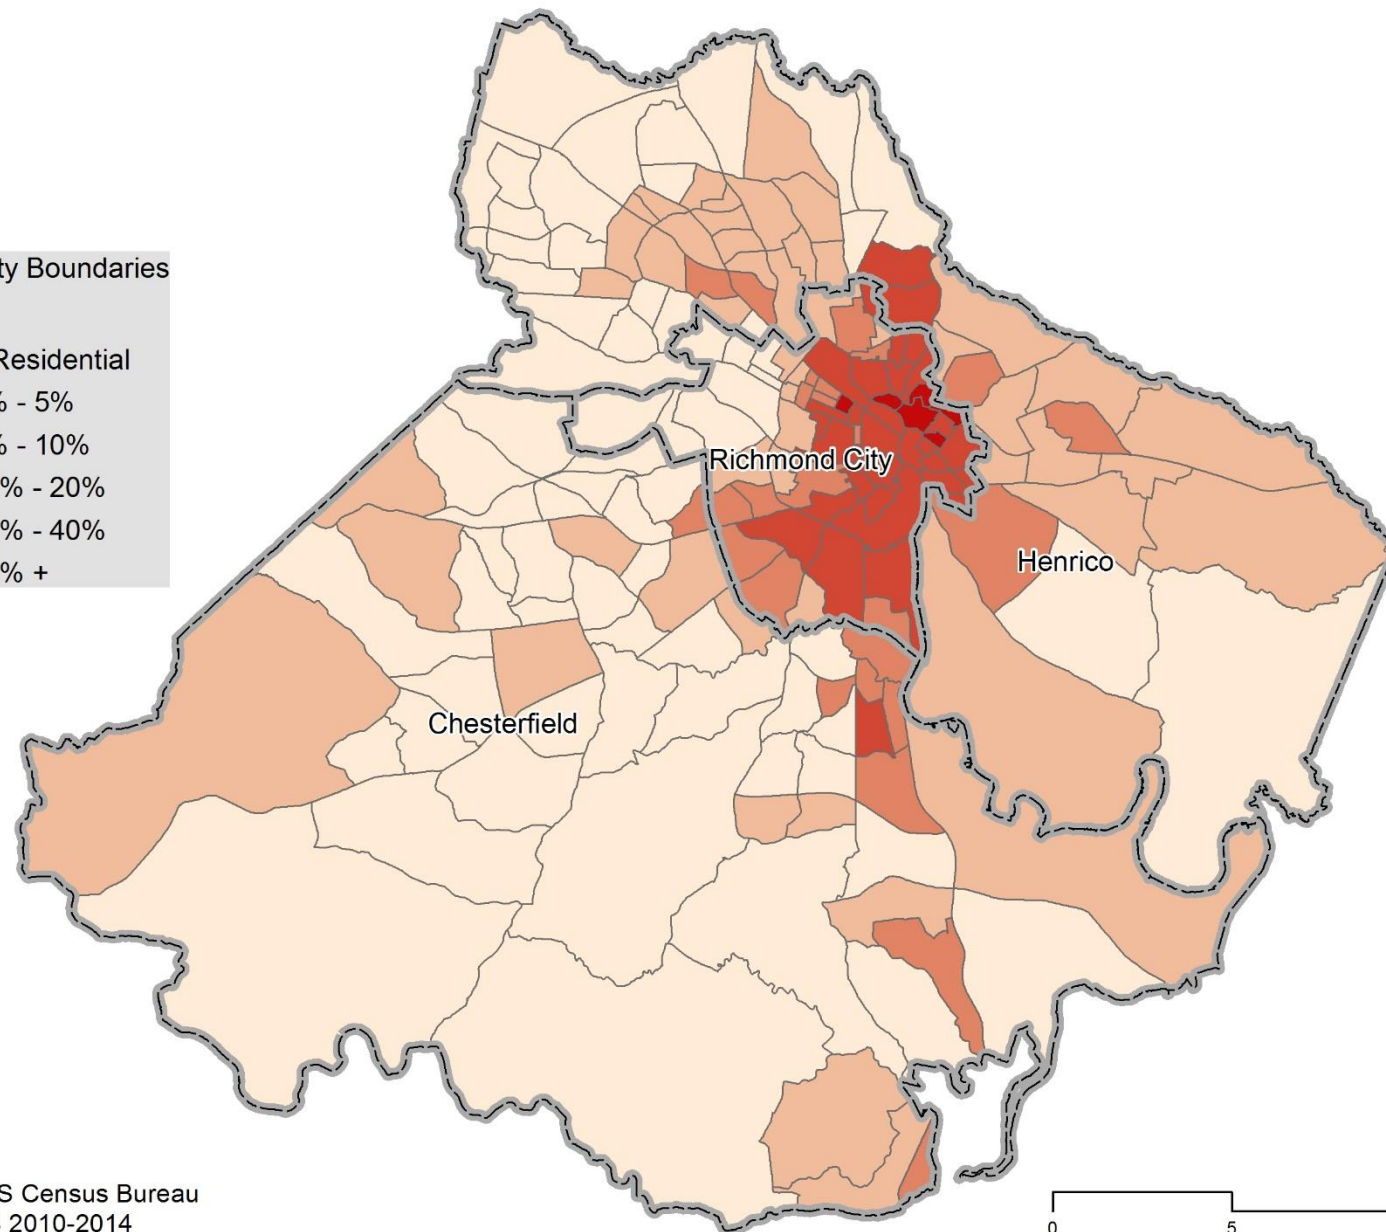 ty Boundaries
Residential
% - 5%
% - 10%
% - 20%
% - 40%
% +
Richmond City
Henrico
Chesterfield
S Census Bureau
2010-2014
0 5